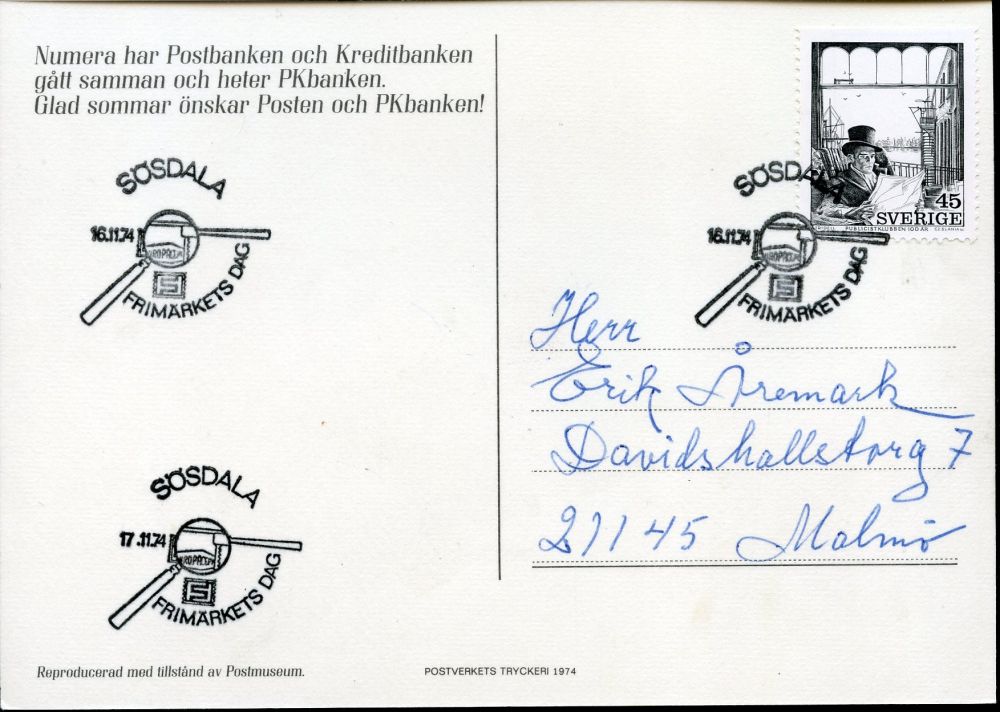 Numera har Postbanken och Kreditbanken
gått samman och heter PKbanken.
Glad sommar önskar Posten och PKbanken!
SÖSDALA
16.11.74
FRIMÄRKETS DAG
SÖSDALA
17.11.74
FRIMÄRKETS DAG
Reproducerad med tillstånd av Postmuseum.
POSTVERKETS TRYCKERI 1974
45
SVERIGE
PUBLICISTKLUBBEN 100 ÅR
SÖSDALA
16.11.74
FRIMÄRKETS DAG
Herr
Erik Åremark
Davidshallstorg 7
211 45 Malmö